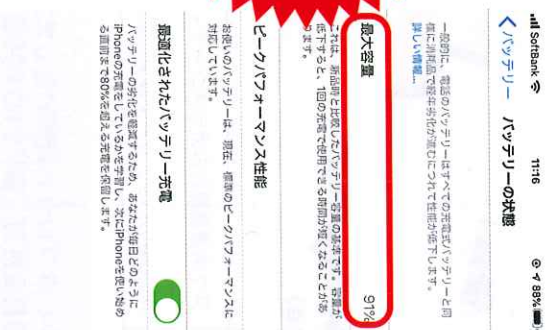 SoftBank 11:16 88%
バッテリー バッテリーの状態
一般的に、電話のバッテリーはすべての充電式バッテリーと同
様に消耗品で経年劣化が進むにつれて性能が低下します。
詳しい情報...
最大容量 91%
これは、新品時と比較したバッテリー容量の基準です。容量が
低下すると、1回の充電で使用できる時間が短くなることがあ
ります。
ピークパフォーマンス性能
お使いのバッテリーは、現在、標準のピークパフォーマンスに
対応しています。
最適化されたバッテリー充電
バッテリーの劣化を軽減するため、あなたが毎日どのように
iPhoneの充電をしているかを学習し、次にiPhoneを使い始め
る直前まで80%を超える充電を保留します。